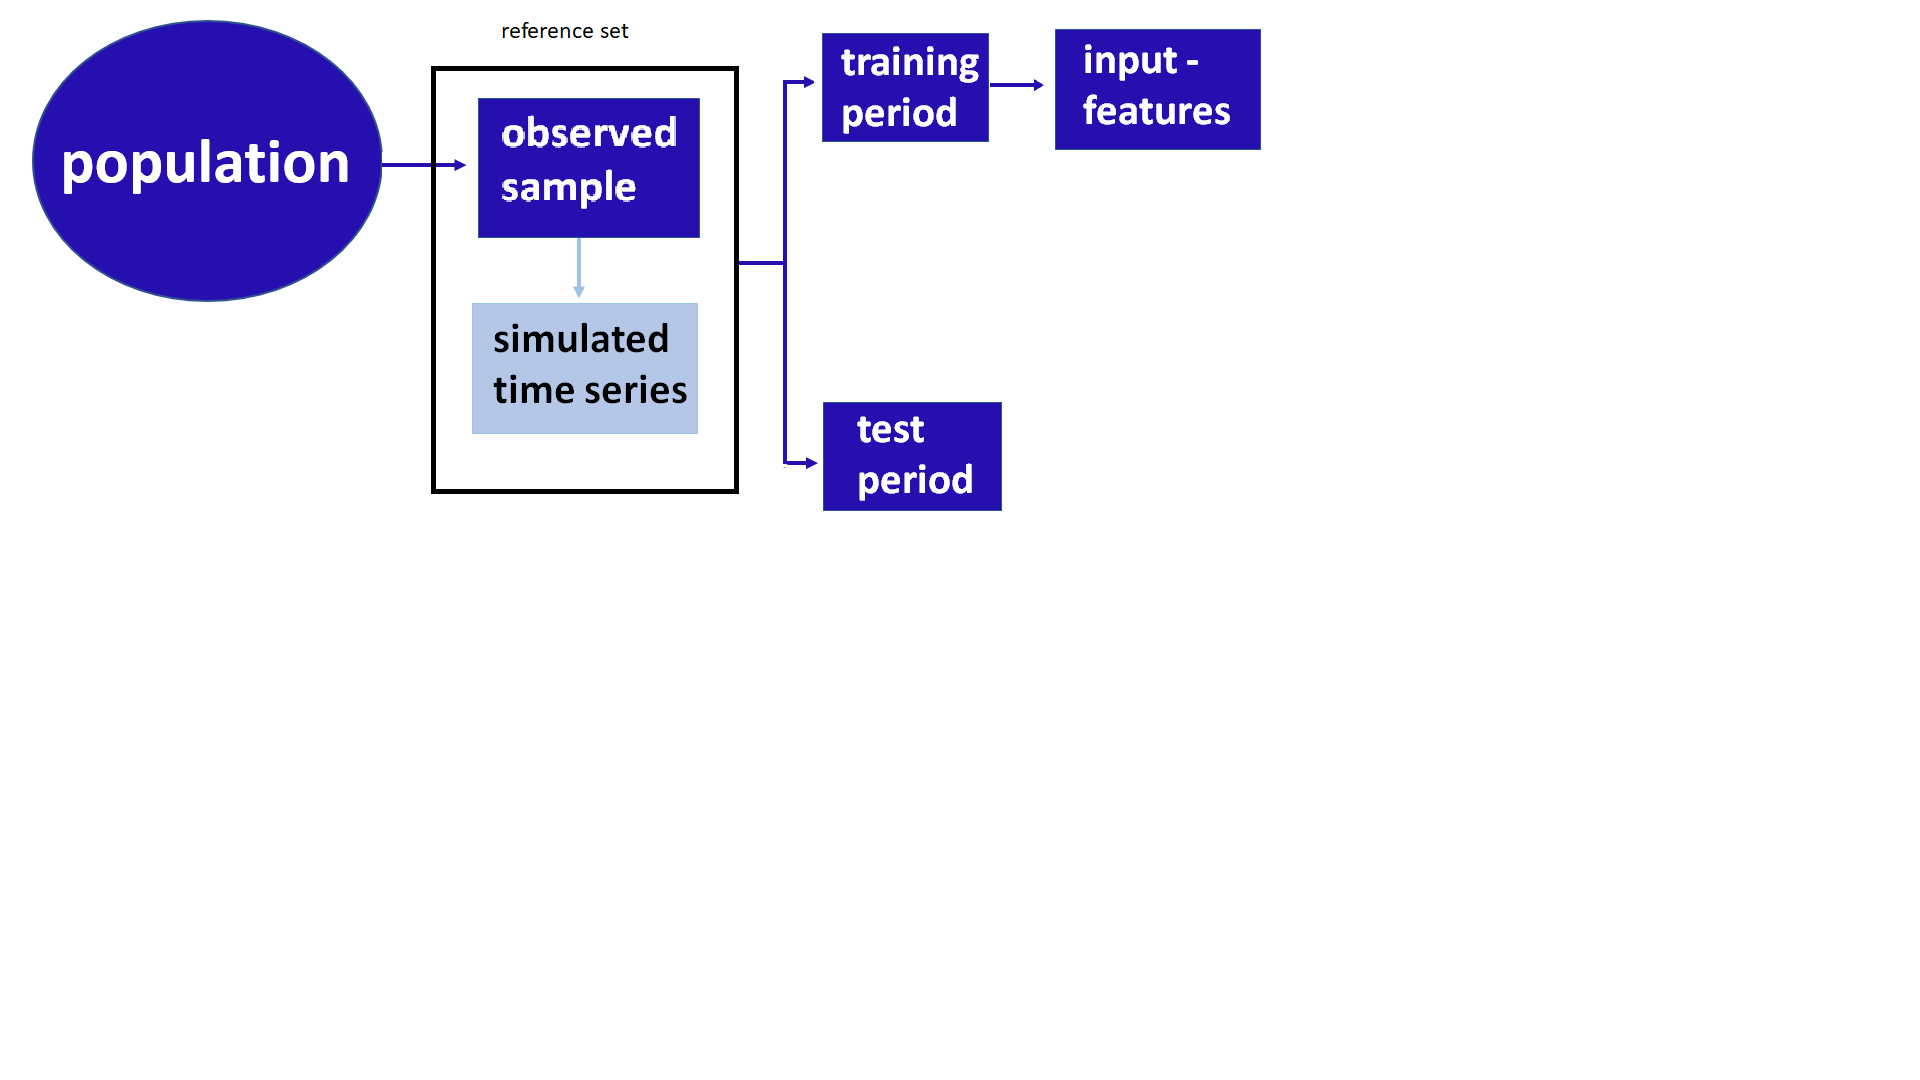 reference set
population
observed
sample
simulated
time series
training
period
input -
features
test
period